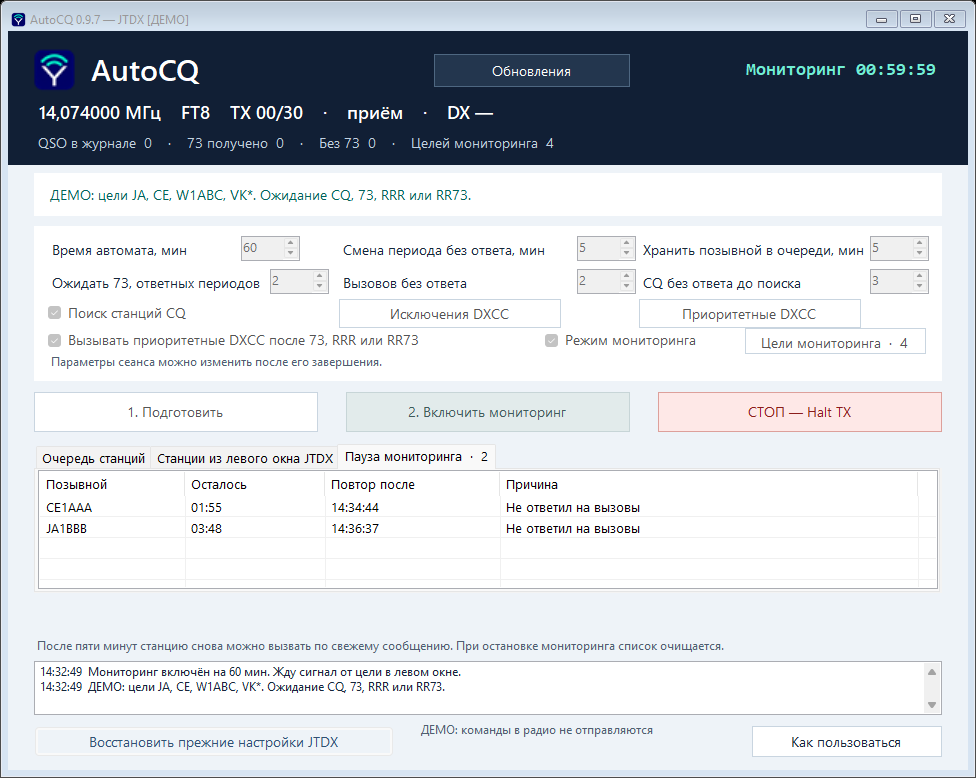 AutoCQ 0.9.7 — JTDX [ДЕМО]
AutoCQ
Обновления
Мониторинг 00:59:59
14,074000 МГц FT8 TX 00/30 · приём · DX —
QSO в журнале 0 · 73 получено 0 · Без 73 0 · Целей мониторинга 4
ДЕМО: цели JA, CE, W1ABC, VK*. Ожидание CQ, 73, RRR или RR73.
Время автомата, мин 60 Смена периода без ответа, мин 5 Хранить позывной в очереди, мин 5
Ожидать 73, ответных периодов 2 Вызовов без ответа 2 CQ без ответа до поиска 3
Поиск станций CQ Исключения DXCC Приоритетные DXCC
Вызывать приоритетные DXCC после 73, RRR или RR73 Режим мониторинга Цели мониторинга · 4
Параметры сеанса можно изменить после его завершения.
1. Подготовить 2. Включить мониторинг СТОП — Halt TX
Очередь станций Станции из левого окна JTDX Пауза мониторинга · 2
Позывной Осталось Повтор после Причина
CE1AAA 01:55 14:34:44 Не ответил на вызовы
JA1BBB 03:48 14:36:37 Не ответил на вызовы
После пяти минут станцию снова можно вызвать по свежему сообщению. При остановке мониторинга список очищается.
14:32:49 Мониторинг включён на 60 мин. Жду сигнал от цели в левом окне.
14:32:49 ДЕМО: цели JA, CE, W1ABC, VK*. Ожидание CQ, 73, RRR или RR73.
Восстановить прежние настройки JTDX ДЕМО: команды в радио не отправляются Как пользоваться